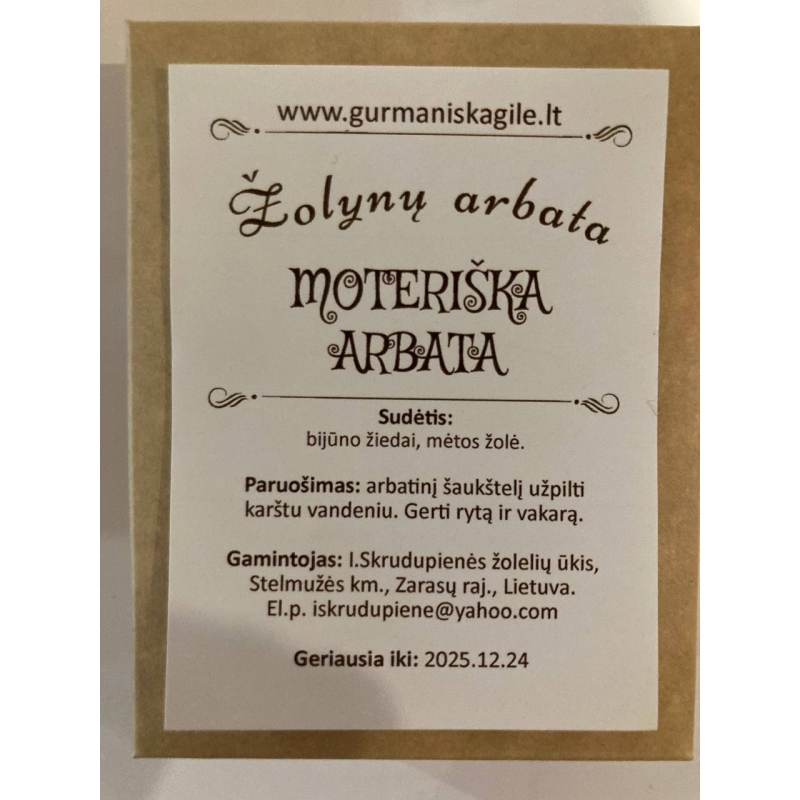 www.gurmaniskagile.lt
Žolynų arbata
MOTERIŠKA
ARBATA
Sudėtis:
bijūno žiedai, mėtos žolė.
Paruošimas: arbatinį šaukštelį užpilti
karštu vandeniu. Gerti rytą ir vakarą.
Gamintojas: I.Skrudupienės žolelių ūkis,
Stelmužės km., Zarasų raj., Lietuva.
El.p. iskrudupiene@yahoo.com
Geriausia iki: 2025.12.24